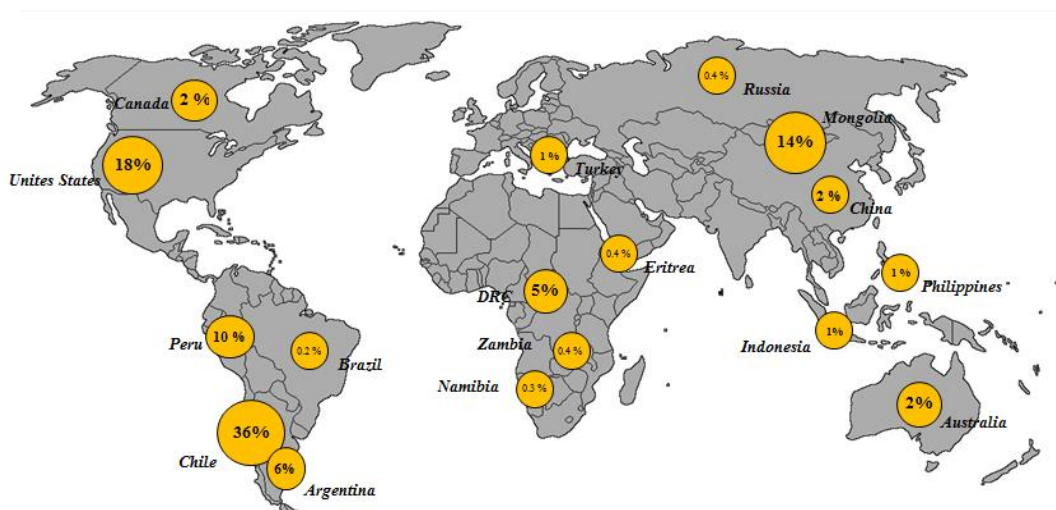 0.4 %
Russia
Canada
2 %
Mongolia
14%
Unites States
18%
1 %
Turkey
2 %
China
0.4 %
Eritrea
1 %
Philippines
DRC
5%
Peru
10 %
0.2 %
Brazil
Zambia
0.4 %
Indonesia
1%
Namibia
0.3 %
2%
Australia
36%
Chile
6%
Argentina